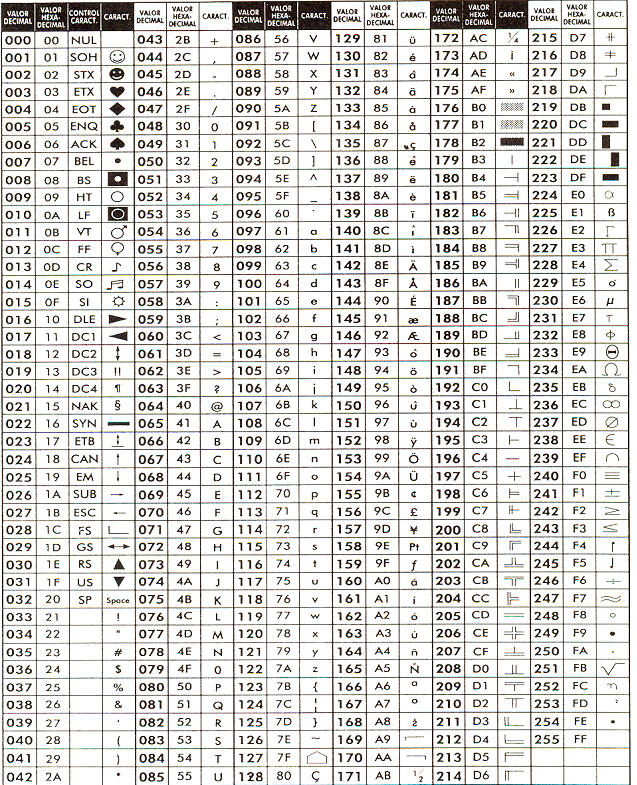 VALOR DECIMAL VALOR HEXA-DECIMAL CONTROL CARACT. CARACT. VALOR DECIMAL VALOR HEXA-DECIMAL CARACT. VALOR DECIMAL VALOR HEXA-DECIMAL CARACT. VALOR DECIMAL VALOR HEXA-DECIMAL CARACT. VALOR DECIMAL VALOR HEXA-DECIMAL CARACT. VALOR DECIMAL VALOR HEXA-DECIMAL CARACT.
000 00 NUL 043 2B + 086 56 V 129 81 ü 172 AC ¼ 215 D7 ╫
001 01 SOH ☺ 044 2C , 087 57 W 130 82 é 173 AD ¡ 216 D8 ╪
002 02 STX ☻ 045 2D - 088 58 X 131 83 â 174 AE « 217 D9 ┘
003 03 ETX ♥ 046 2E . 089 59 Y 132 84 ä 175 AF » 218 DA ┌
004 04 EOT ♦ 047 2F / 090 5A Z 133 85 à 176 B0 ░ 219 DB █
005 05 ENQ ♣ 048 30 0 091 5B [ 134 86 å 177 B1 ▒ 220 DC ▄
006 06 ACK ♠ 049 31 1 092 5C \ 135 87 ç 178 B2 ▓ 221 DD ▌
007 07 BEL • 050 32 2 093 5D ] 136 88 ê 179 B3 │ 222 DE ▐
008 08 BS ◘ 051 33 3 094 5E ^ 137 89 ë 180 B4 ┤ 223 DF ▀
009 09 HT ○ 052 34 4 095 5F _ 138 8A è 181 B5 ╡ 224 E0 α
010 0A LF ◙ 053 35 5 096 60 ` 139 8B ï 182 B6 ╢ 225 E1 ß
011 0B VT ♂ 054 36 6 097 61 a 140 8C î 183 B7 ╖ 226 E2 Γ
012 0C FF ♀ 055 37 7 098 62 b 141 8D ì 184 B8 ╕ 227 E3 π
013 0D CR ♪ 056 38 8 099 63 c 142 8E Ä 185 B9 ╣ 228 E4 Σ
014 0E SO ♫ 057 39 9 100 64 d 143 8F Å 186 BA ║ 229 E5 σ
015 0F SI ☼ 058 3A : 101 65 e 144 90 É 187 BB ╗ 230 E6 µ
016 10 DLE ► 059 3B ; 102 66 f 145 91 æ 188 BC ╝ 231 E7 τ
017 11 DC1 ◄ 060 3C < 103 67 g 146 92 Æ 189 BD ╜ 232 E8 Φ
018 12 DC2 ↕ 061 3D = 104 68 h 147 93 ô 190 BE ╛ 233 E9 Θ
019 13 DC3 ‼ 062 3E > 105 69 i 148 94 ö 191 BF ┐ 234 EA Ω
020 14 DC4 ¶ 063 3F ? 106 6A j 149 95 ò 192 C0 └ 235 EB δ
021 15 NAK § 064 40 @ 107 6B k 150 96 û 193 C1 ┴ 236 EC ∞
022 16 SYN ▬ 065 41 A 108 6C l 151 97 ù 194 C2 ┬ 237 ED ∅
023 17 ETB ↨ 066 42 B 109 6D m 152 98 ÿ 195 C3 ├ 238 EE ∈
024 18 CAN ↑ 067 43 C 110 6E n 153 99 Ö 196 C4 ─ 239 EF ∩
025 19 EM ↓ 068 44 D 111 6F o 154 9A Ü 197 C5 ┼ 240 F0 ≡
026 1A SUB → 069 45 E 112 70 p 155 9B ¢ 198 C6 ╞ 241 F1 ±
027 1B ESC ← 070 46 F 113 71 q 156 9C £ 199 C7 ╟ 242 F2 ≥
028 1C FS ∟ 071 47 G 114 72 r 157 9D ¥ 200 C8 ╚ 243 F3 ≤
029 1D GS ↔ 072 48 H 115 73 s 158 9E Pt 201 C9 ╔ 244 F4 ⌠
030 1E RS ▲ 073 49 I 116 74 t 159 9F ƒ 202 CA ╩ 245 F5 ⌡
031 1F US ▼ 074 4A J 117 75 u 160 A0 á 203 CB ╦ 246 F6 ÷
032 20 SP Space 075 4B K 118 76 v 161 A1 í 204 CC ╠ 247 F7 ≈
033 21 ! 076 4C L 119 77 w 162 A2 ó 205 CD ═ 248 F8 °
034 22 " 077 4D M 120 78 x 163 A3 ú 206 CE ╬ 249 F9 •
035 23 # 078 4E N 121 79 y 164 A4 ñ 207 CF ╧ 250 FA ·
036 24 $ 079 4F O 122 7A z 165 A5 Ñ 208 D0 ╨ 251 FB √
037 25 % 080 50 P 123 7B { 166 A6 ª 209 D1 ╤ 252 FC ⁿ
038 26 & 081 51 Q 124 7C ¦ 167 A7 º 210 D2 ╥ 253 FD ²
039 27 ' 082 52 R 125 7D } 168 A8 ¿ 211 D3 ╙ 254 FE ▪
040 28 ( 083 53 S 126 7E ~ 169 A9 ⌐ 212 D4 ╘ 255 FF
041 29 ) 084 54 T 127 7F ⌂ 170 AA ¬ 213 D5 ╒
042 2A * 085 55 U 128 80 Ç 171 AB ½ 214 D6 ╓